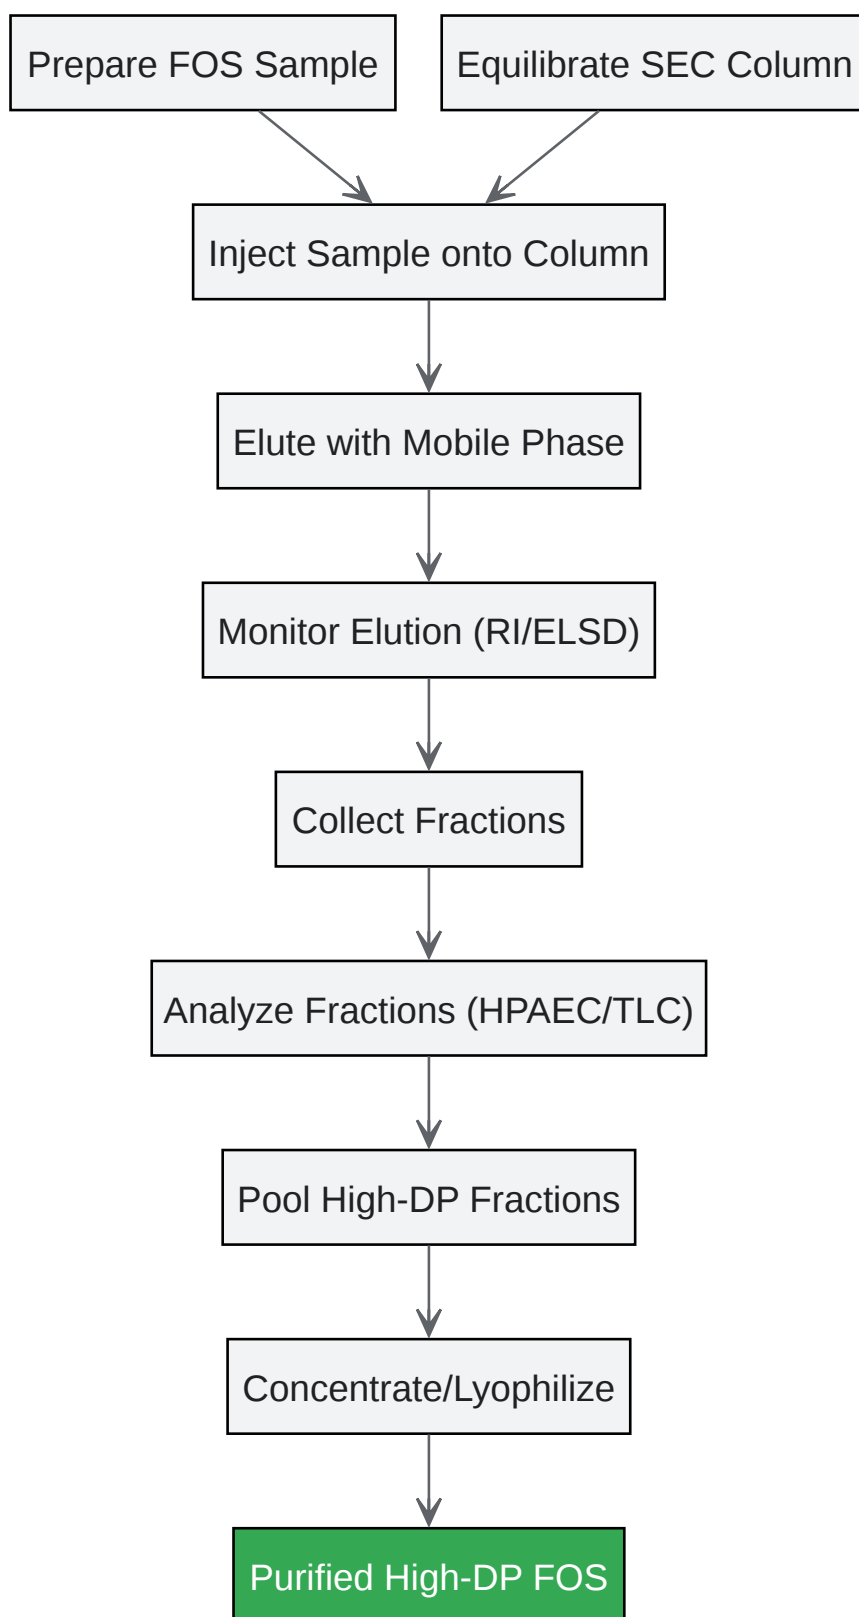 Prepare FOS Sample
Equilibrate SEC Column
Inject Sample onto Column
Elute with Mobile Phase
Monitor Elution (RI/ELSD)
Collect Fractions
Analyze Fractions (HPAEC/TLC)
Pool High-DP Fractions
Concentrate/Lyophilize
Purified High-DP FOS